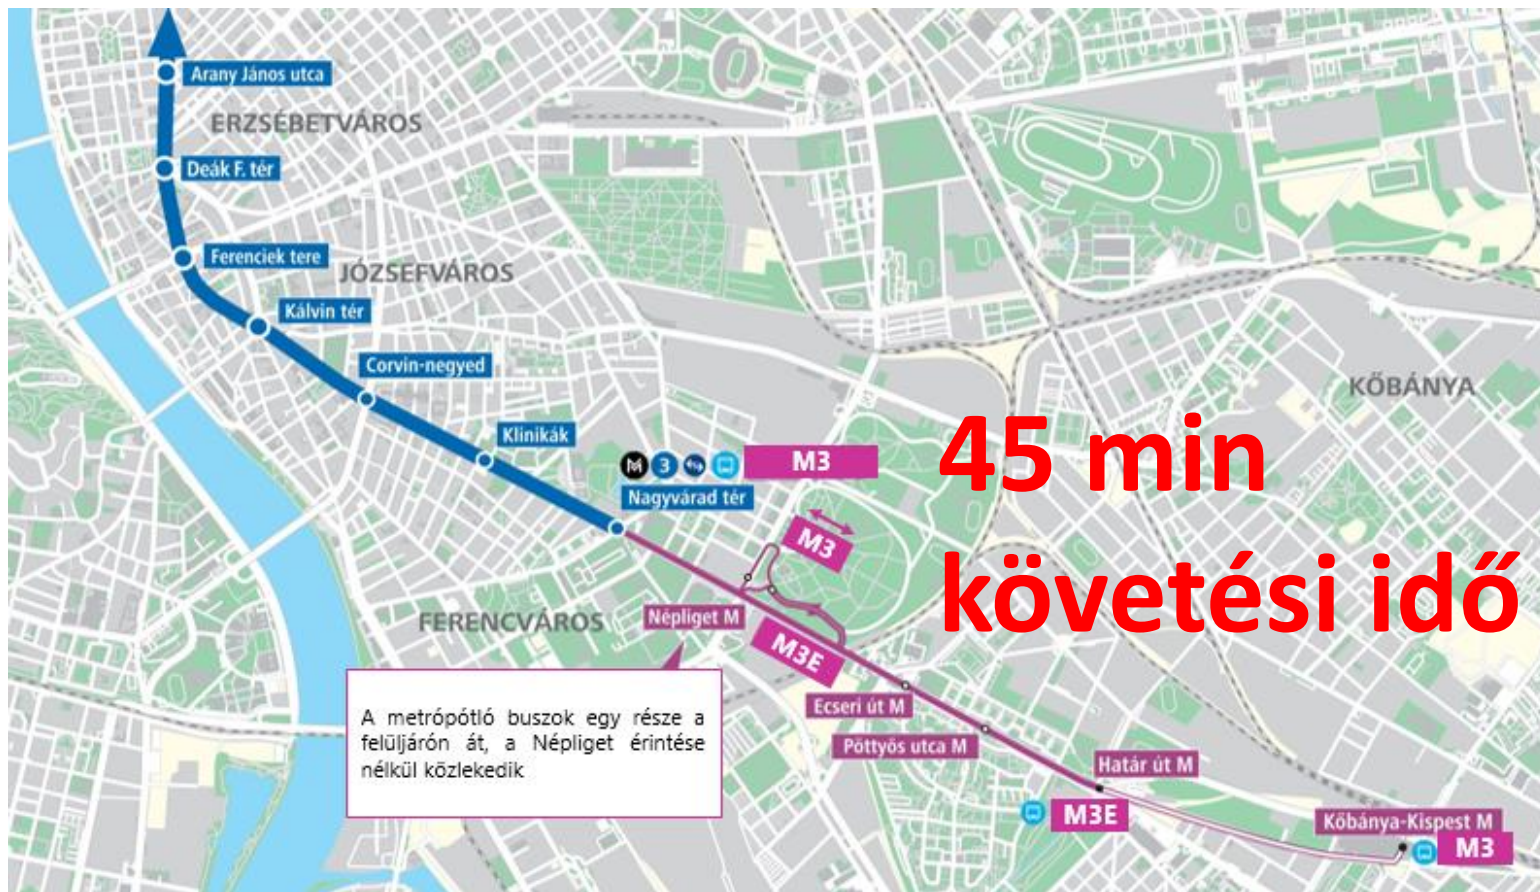 Arany János utca
ERZSÉBETVÁROS
Deák F. tér
Ferenciek tere
JÓZSEFVÁROS
Kálvin tér
Corvin-negyed
Klinikák
M 3 M3
Nagyvárad tér
M3
KŐBÁNYA
45 min
követési idő
FERENCVÁROS
Népliget M
M3E
A metrópótló buszok egy része a
felüljárón át, a Népliget érintése
nélkül közlekedik
Ecseri út M
Pöttyös utca M
Határ út M
M3E
Kőbánya-Kispest M
M3